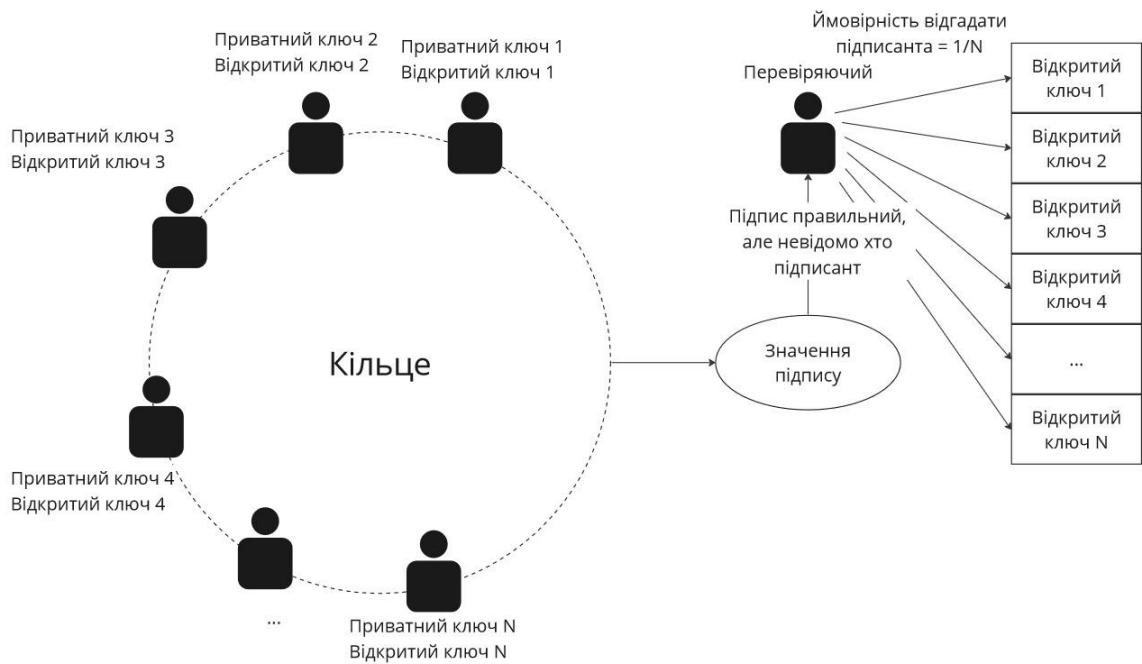 Приватний ключ 2
Відкритий ключ 2
Приватний ключ 1
Відкритий ключ 1
Приватний ключ 3
Відкритий ключ 3
Кільце
Приватний ключ 4
Відкритий ключ 4
...
Приватний ключ N
Відкритий ключ N
Ймовірність відгадати
підписанта = 1/N
Перевіряючий
Підпис правильний,
але невідомо хто
підписант
Значення
підпису
Відкритий
ключ 1
Відкритий
ключ 2
Відкритий
ключ 3
Відкритий
ключ 4
...
Відкритий
ключ N